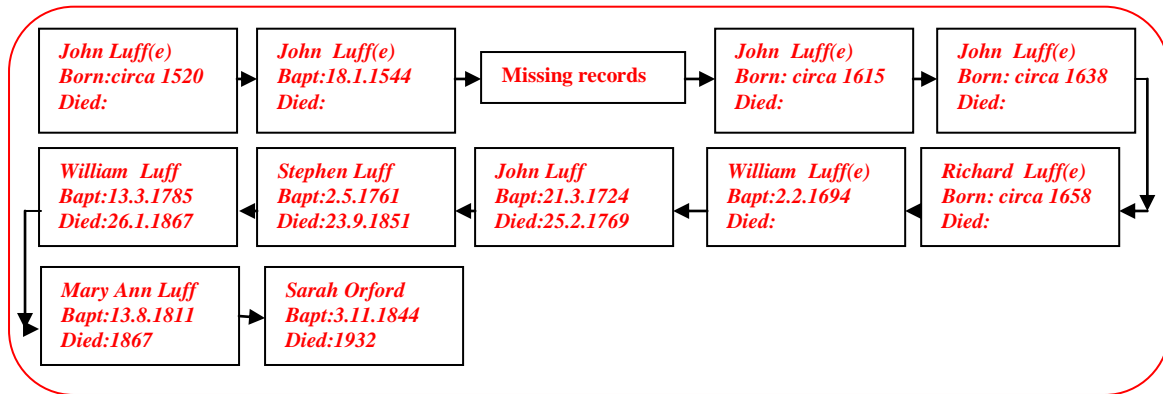 John Luff(e)
Born:circa 1520
Died:
John Luff(e)
Bapt:18.1.1544
Died:
Missing records
John Luff(e)
Born: circa 1615
Died:
John Luff(e)
Born: circa 1638
Died:
Richard Luff(e)
Born: circa 1658
Died:
William Luff(e)
Bapt:2.2.1694
Died:
John Luff
Bapt:21.3.1724
Died:25.2.1769
Stephen Luff
Bapt:2.5.1761
Died:23.9.1851
William Luff
Bapt:13.3.1785
Died:26.1.1867
Mary Ann Luff
Bapt:13.8.1811
Died:1867
Sarah Orford
Bapt:3.11.1844
Died:1932